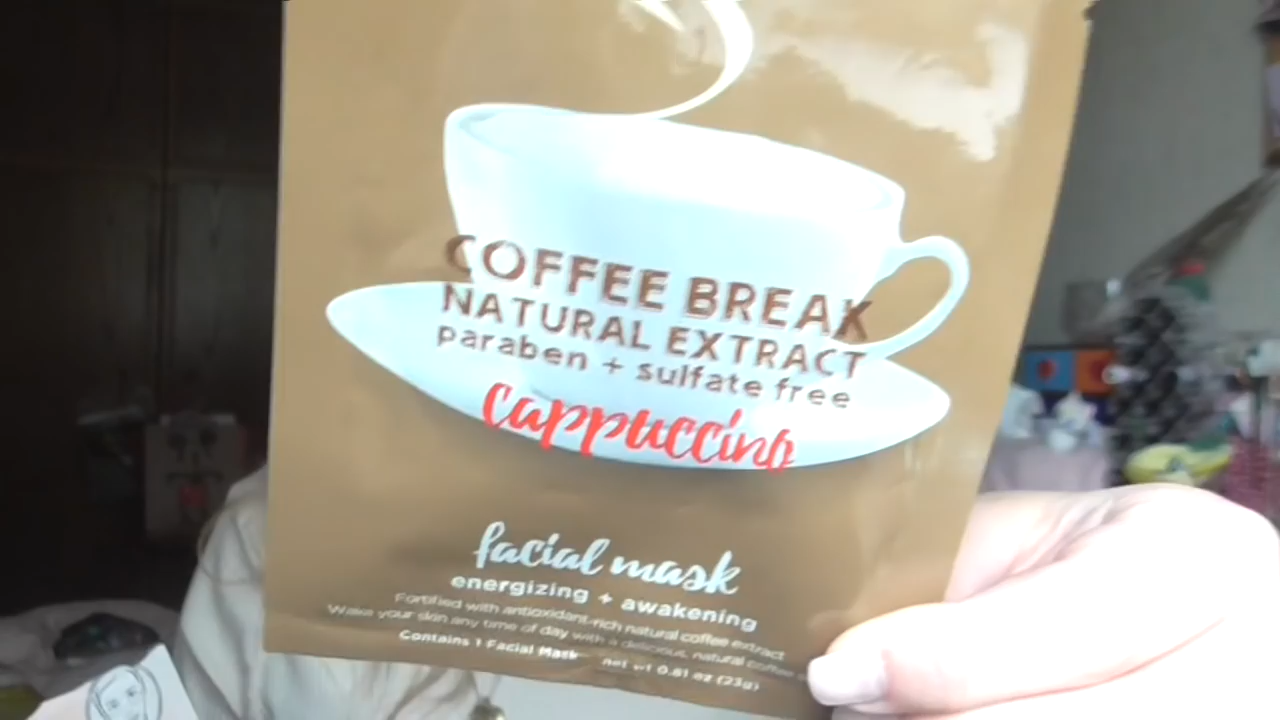 COFFEE BREAK
NATURAL EXTRACT
paraben + sulfate free
cappuccino
facial mask
energizing + awakening
Fortified with antioxidant-rich natural coffee extract
Wake your skin any time of day with a delicious, natural coffee
Contains 1 Facial Mask net wt 0.81 oz (23g)